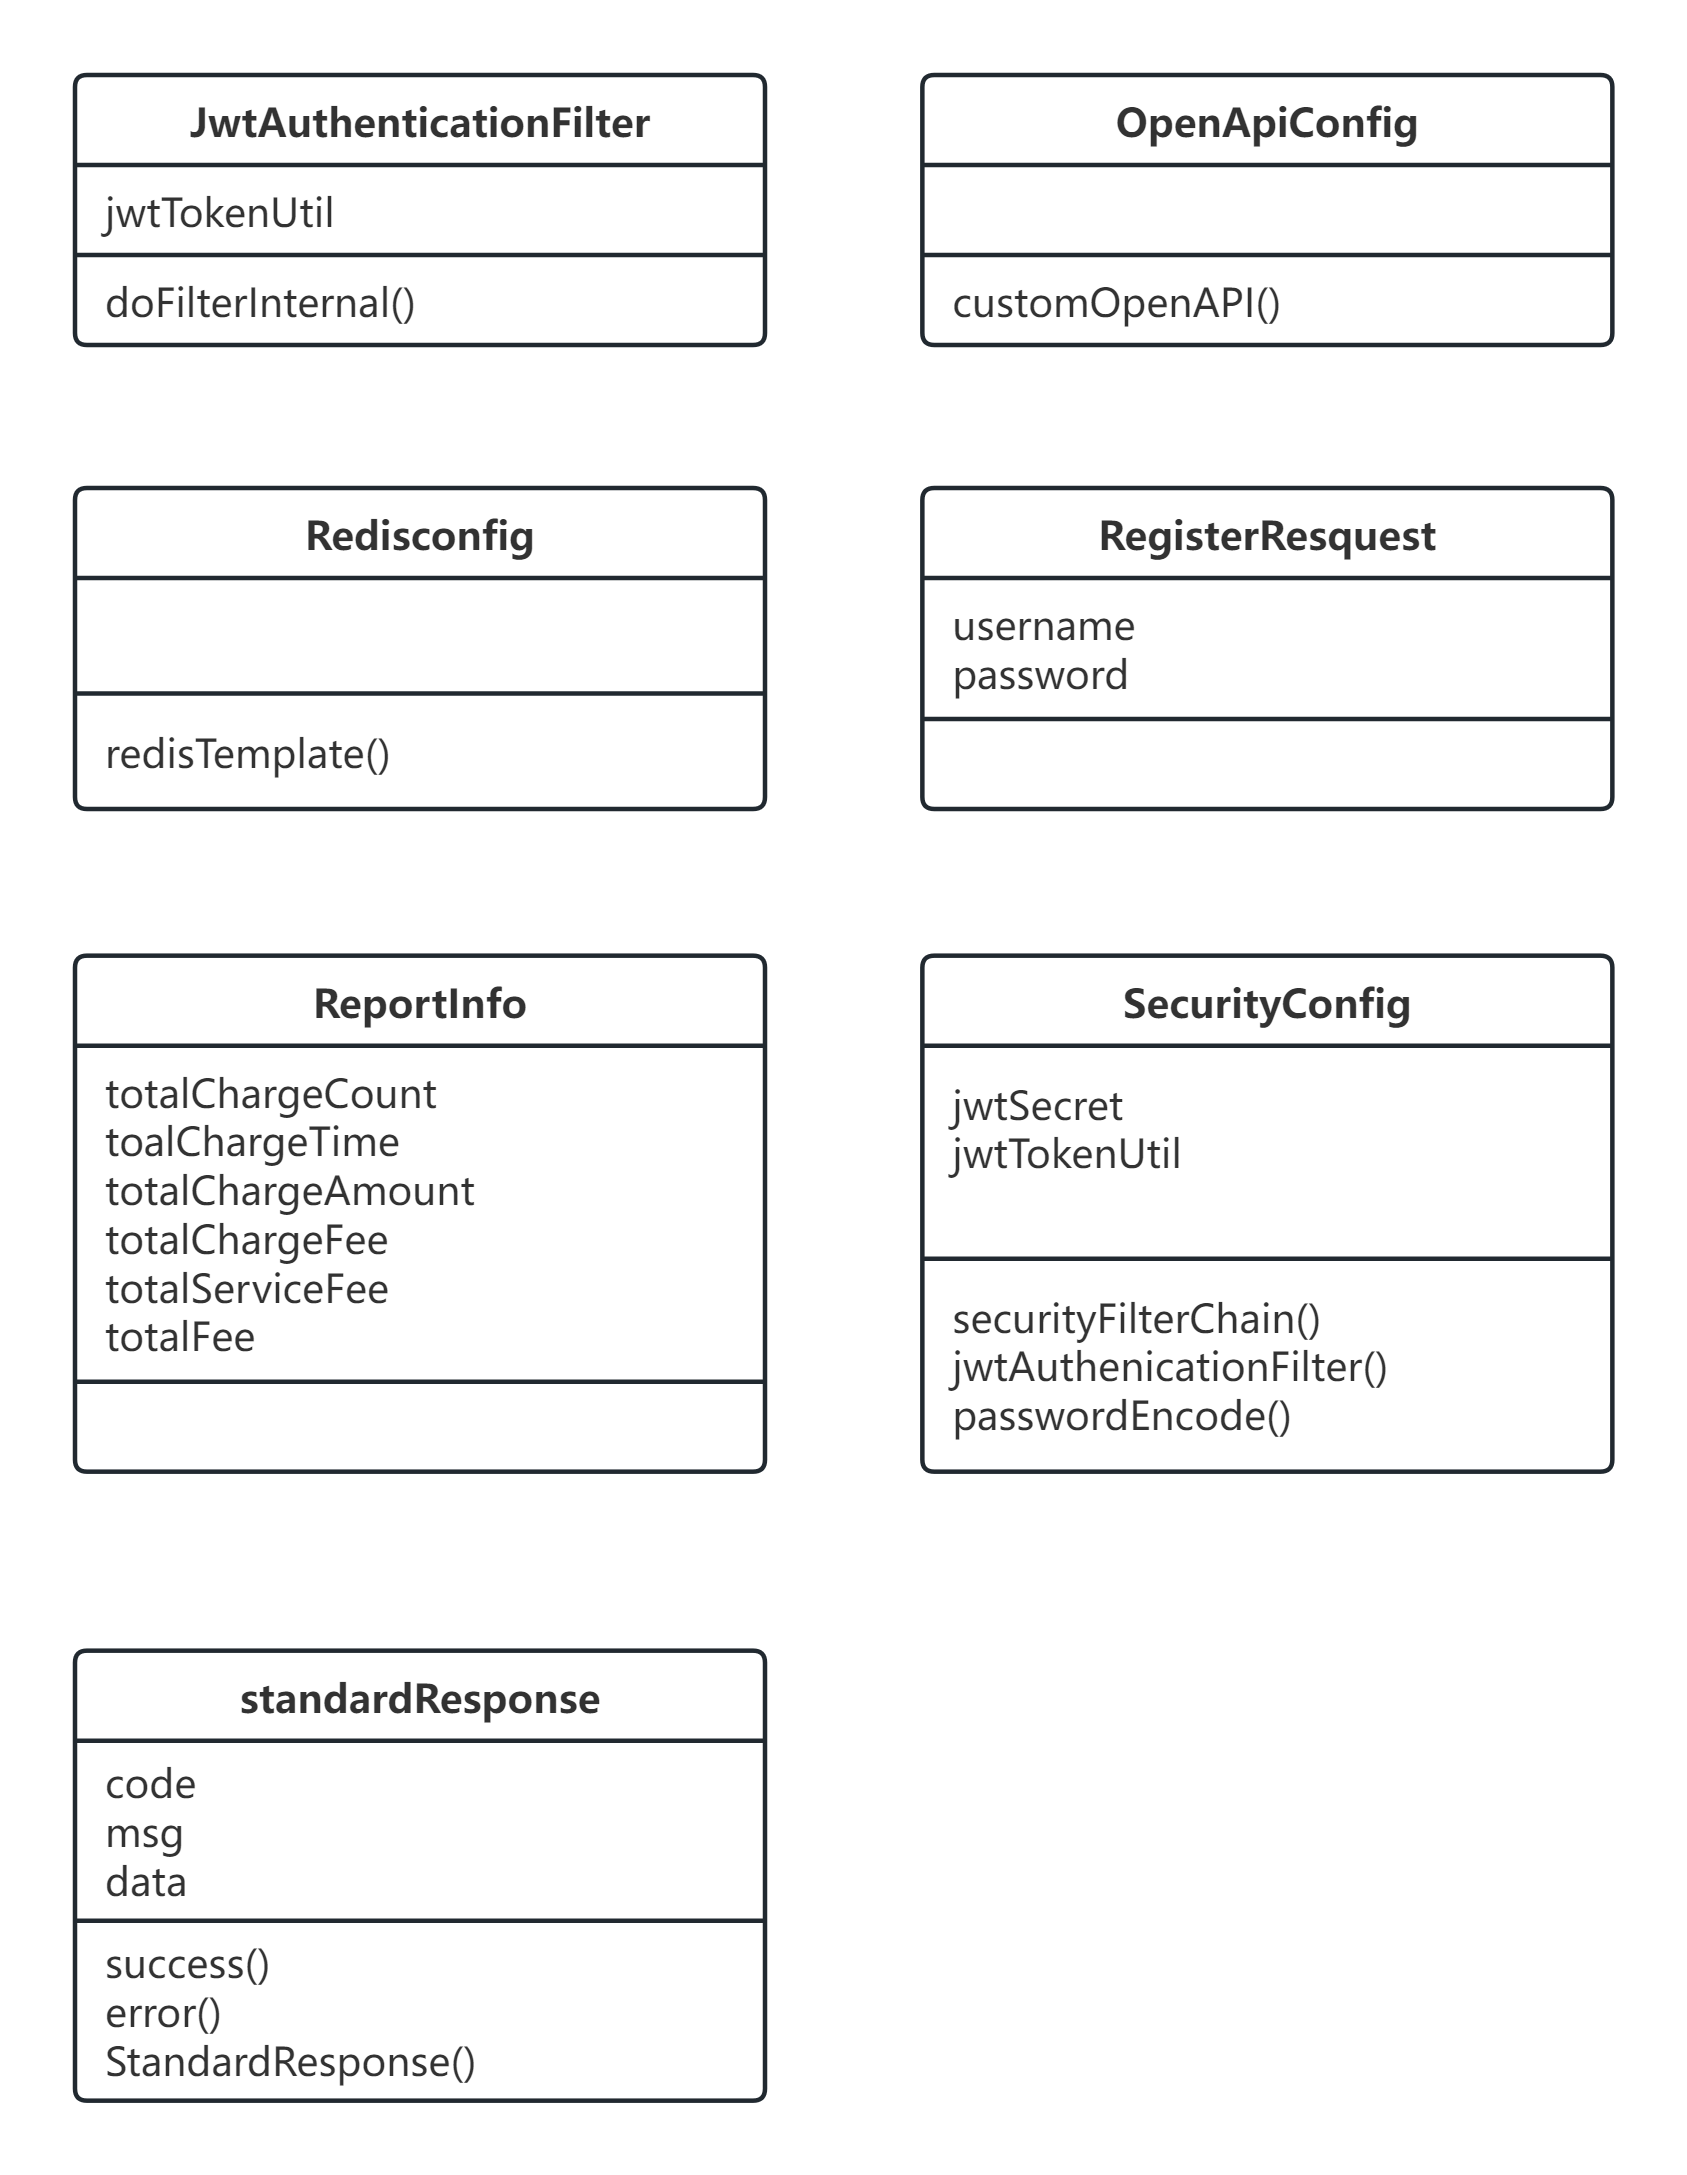 JwtAuthenticationFilter
jwtTokenUtil
doFilterInternal()
OpenApiConfig
customOpenAPI()
Redisconfig
redisTemplate()
RegisterResquest
username
password
ReportInfo
totalChargeCount
toalChargeTime
totalChargeAmount
totalChargeFee
totalServiceFee
totalFee
SecurityConfig
jwtSecret
jwtTokenUtil
securityFilterChain()
jwtAuthenicationFilter()
passwordEncode()
standardResponse
code
msg
data
success()
error()
StandardResponse()